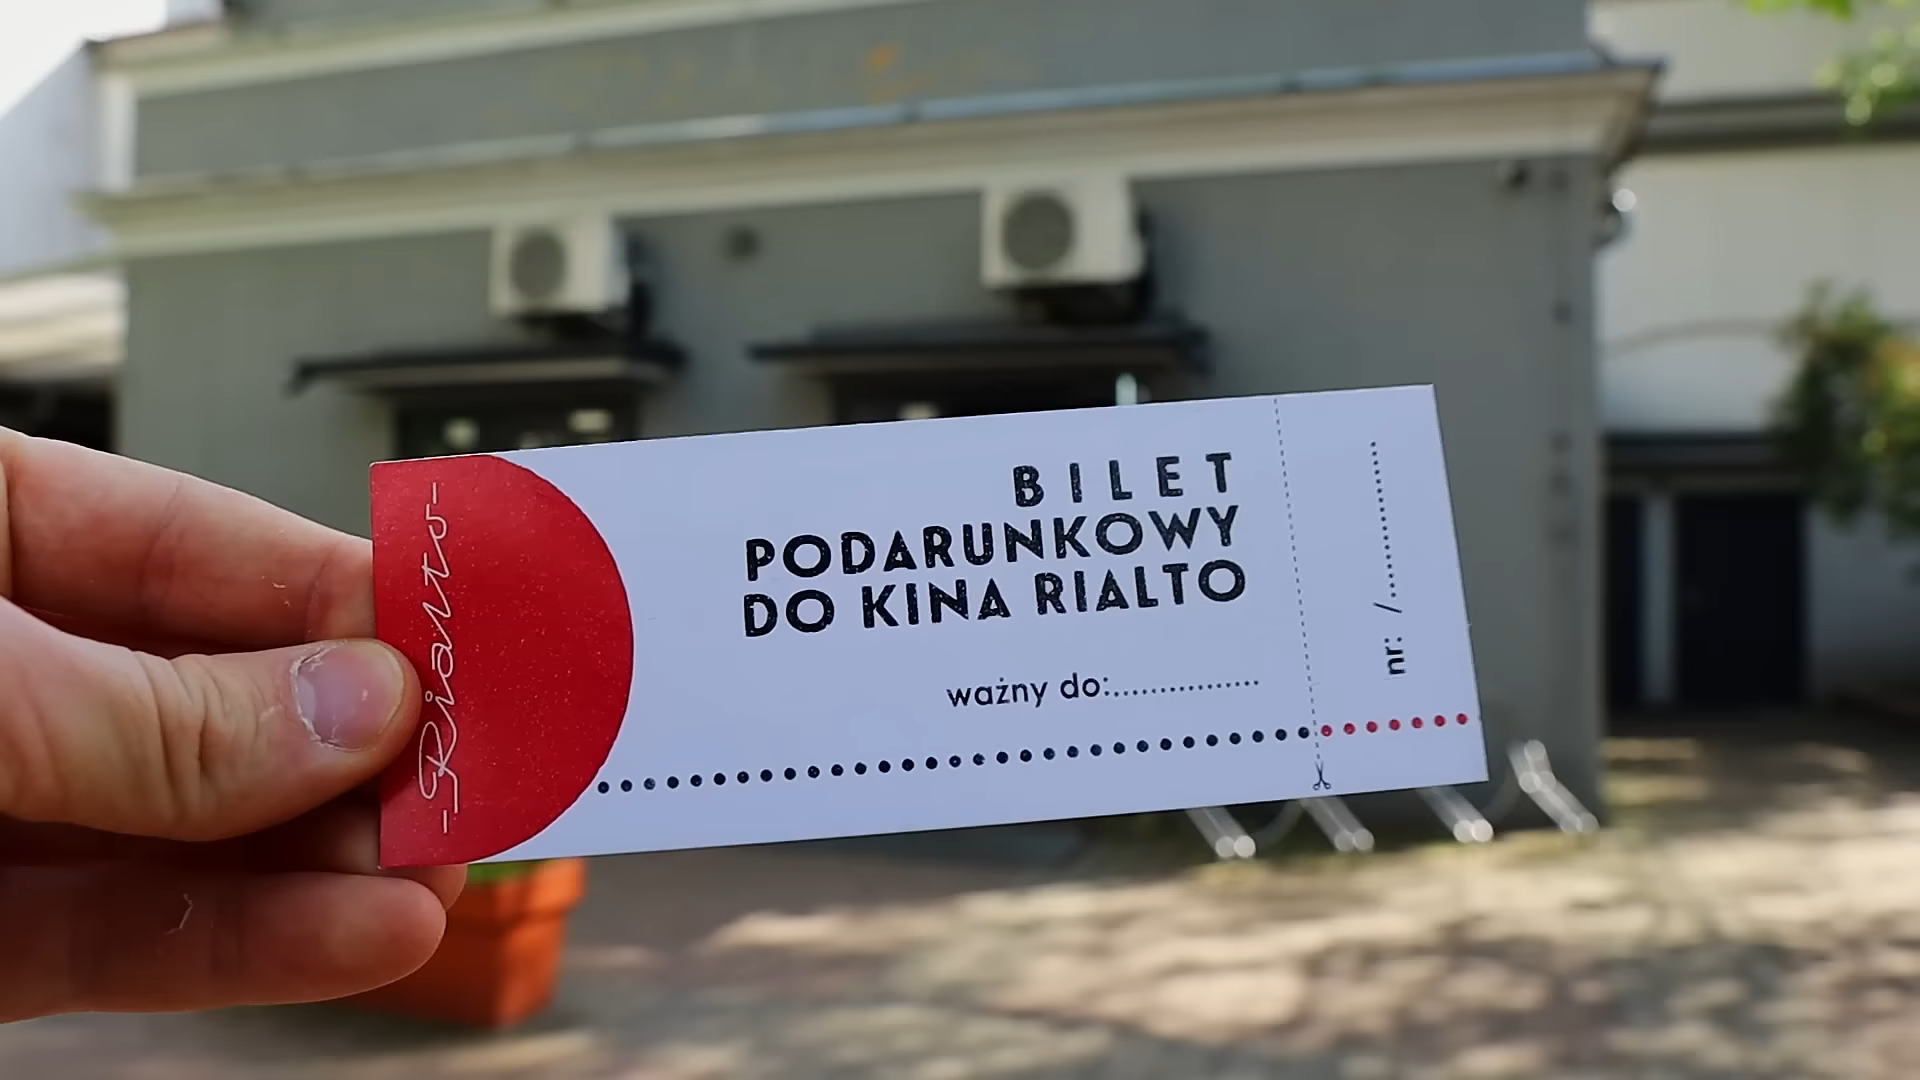 -Rialto-
BILET
PODARUNKOWY
DO KINA RIALTO
ważny do:................
nr: /....................